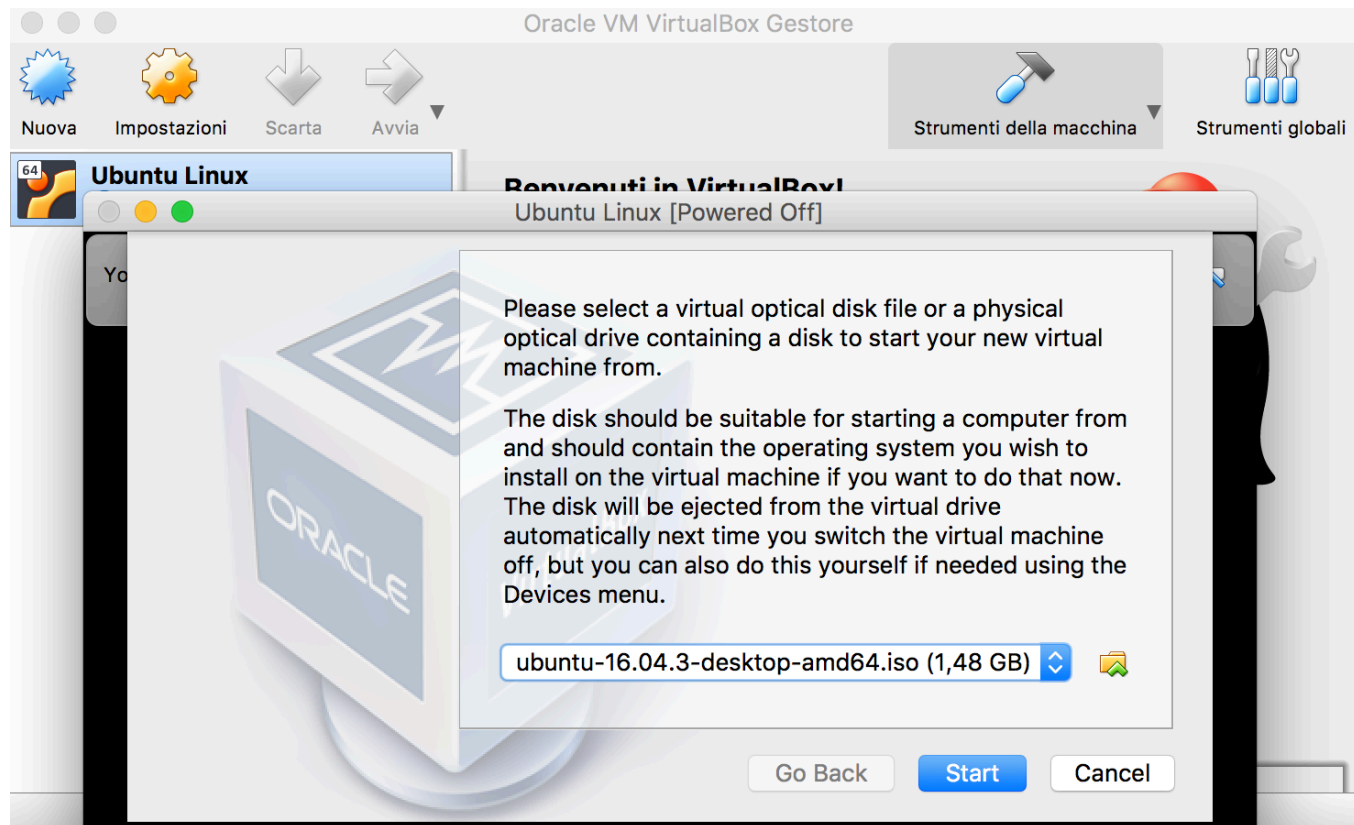 Oracle VM VirtualBox Gestore
Nuova
Impostazioni
Scarta
Avvia
Strumenti della macchina
Strumenti globali
64
Ubuntu Linux
Benvenuti in VirtualBox!
Ubuntu Linux [Powered Off]
Yo
Please select a virtual optical disk file or a physical
optical drive containing a disk to start your new virtual
machine from.
The disk should be suitable for starting a computer from
and should contain the operating system you wish to
install on the virtual machine if you want to do that now.
The disk will be ejected from the virtual drive
automatically next time you switch the virtual machine
off, but you can also do this yourself if needed using the
Devices menu.
ORACLE
VirtualBox
ubuntu-16.04.3-desktop-amd64.iso (1,48 GB)
Go Back
Start
Cancel